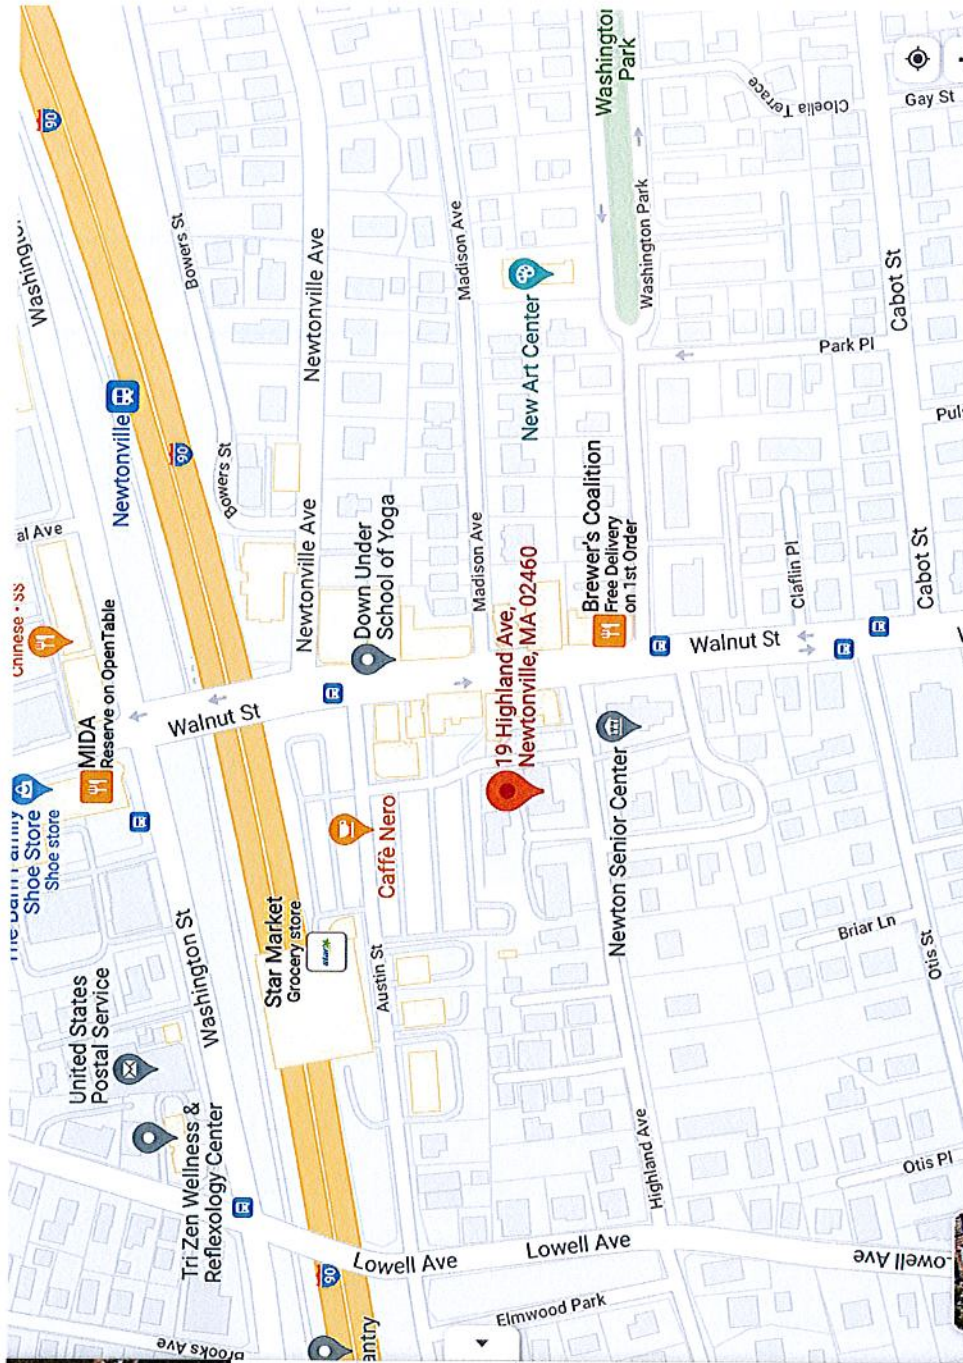 Brooks Ave
Shoe Store
Shoe store
Chinese · $$
al Ave
Washington
United States
Postal Service
MIDA
Reserve on OpenTable
Newtonville
90
Tri Zen Wellness &
Reflexology Center
Washington St
Walnut St
90
Bowers St
Bowers St
90
Star Market
Grocery store
star
Newtonville Ave
Newtonville Ave
antry
Lowell Ave
Austin St
Caffè Nero
Down Under
School of Yoga
Madison Ave
Madison Ave
19 Highland Ave,
Newtonville, MA 02460
New Art Center
Elmwood Park
Lowell Ave
Brewer's Coalition
Free Delivery
on 1st Order
Washington
Park
Washington Park
Highland Ave
Newton Senior Center
Walnut St
Claflin Pl
Park Pl
Cloelia Terrace
Briar Ln
Otis St
Otis Pl
Lowell Ave
Cabot St
Cabot St
Gay St